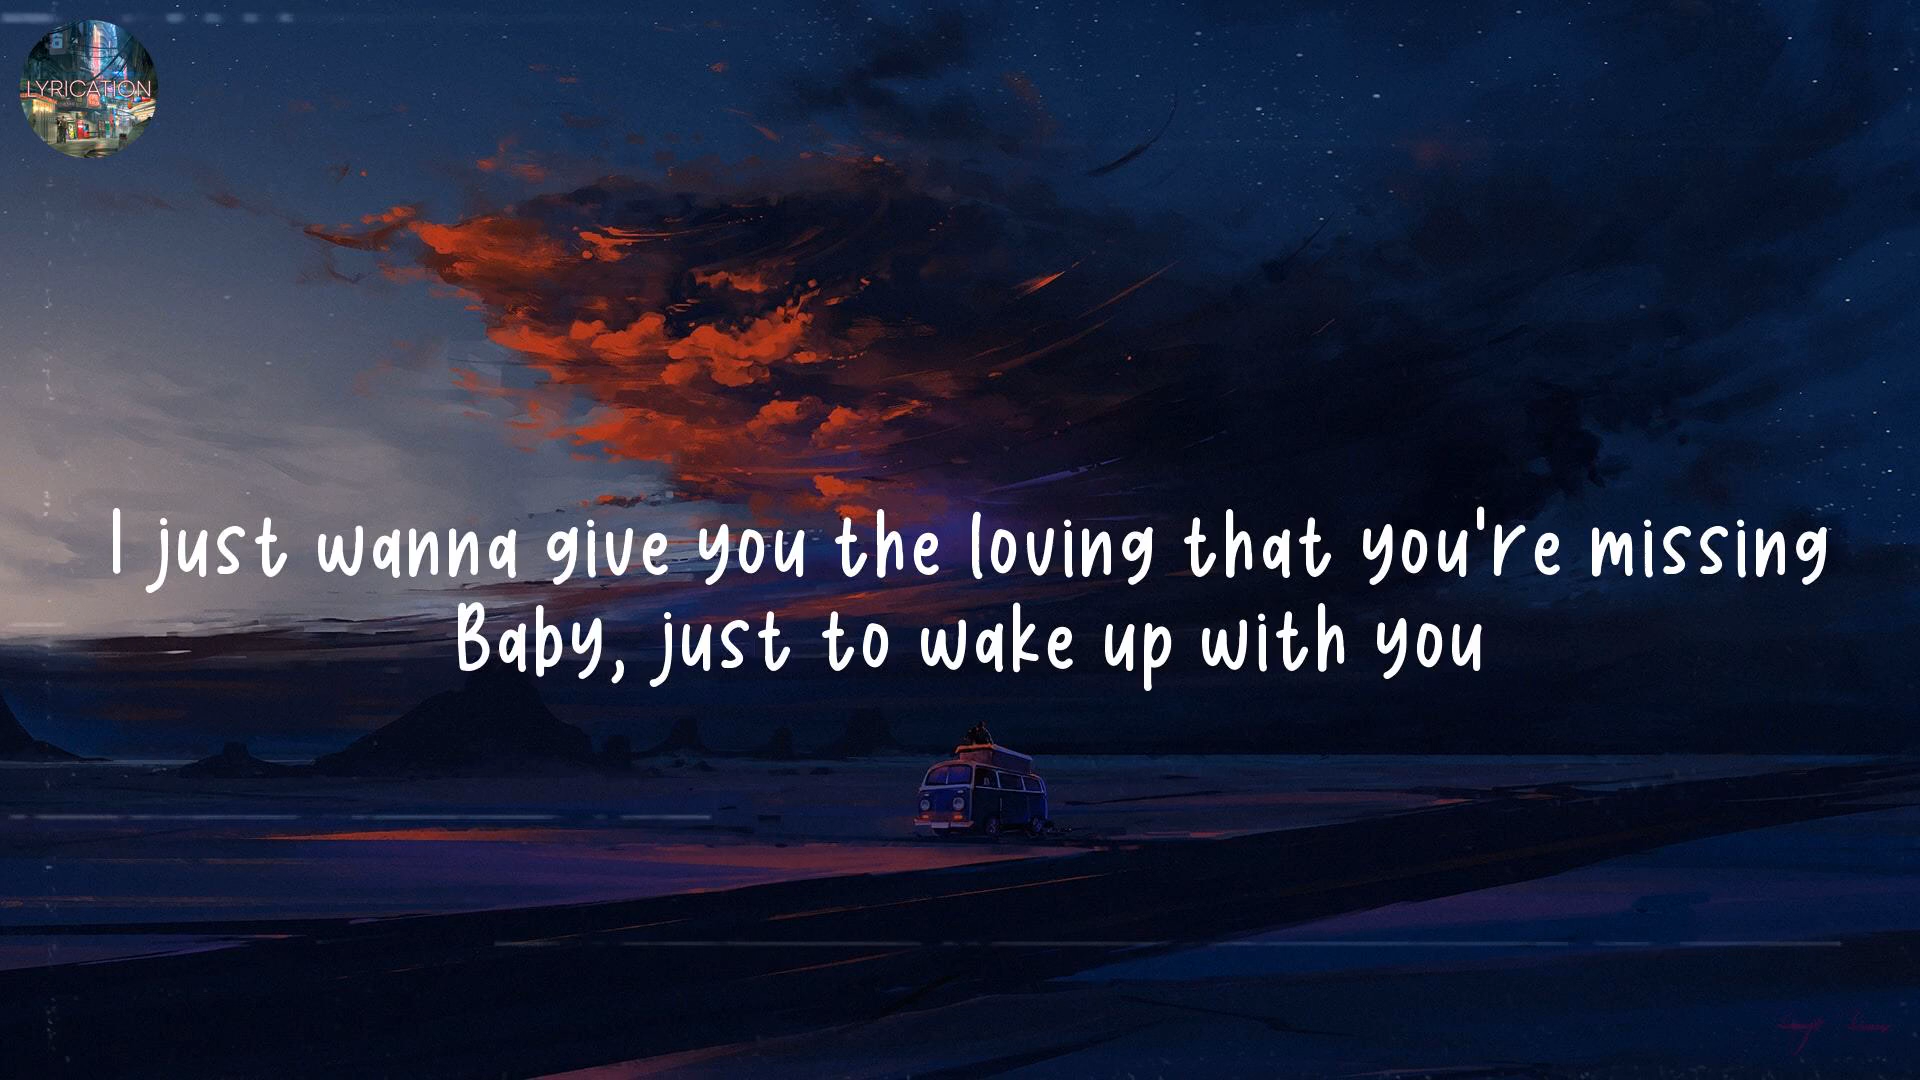 LYRICATION
I just wanna give you the loving that you're missing
Baby, just to wake up with you